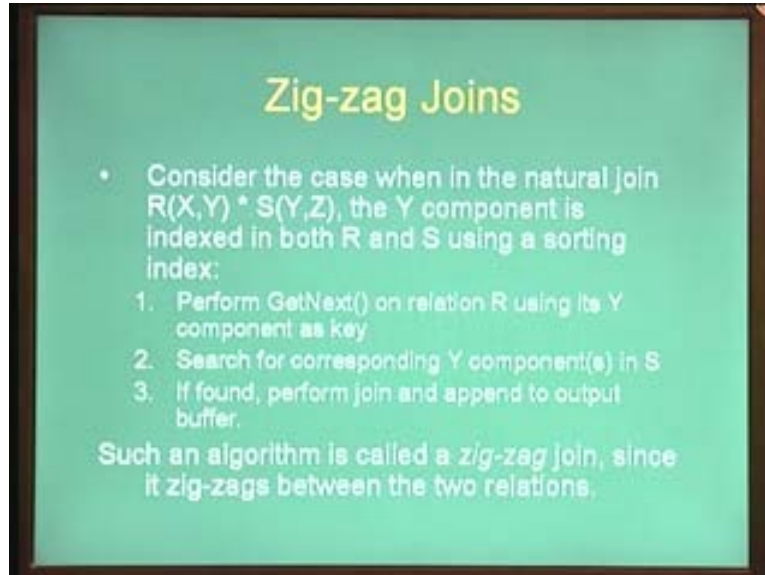 Zig-zag Joins
• Consider the case when in the natural join
R(X,Y) * S(Y,Z), the Y component is
indexed in both R and S using a sorting
index:
1. Perform GetNext() on relation R using its Y
component as key
2. Search for corresponding Y component(s) in S
3. If found, perform join and append to output
buffer.
Such an algorithm is called a zig-zag join, since
it zig-zags between the two relations.